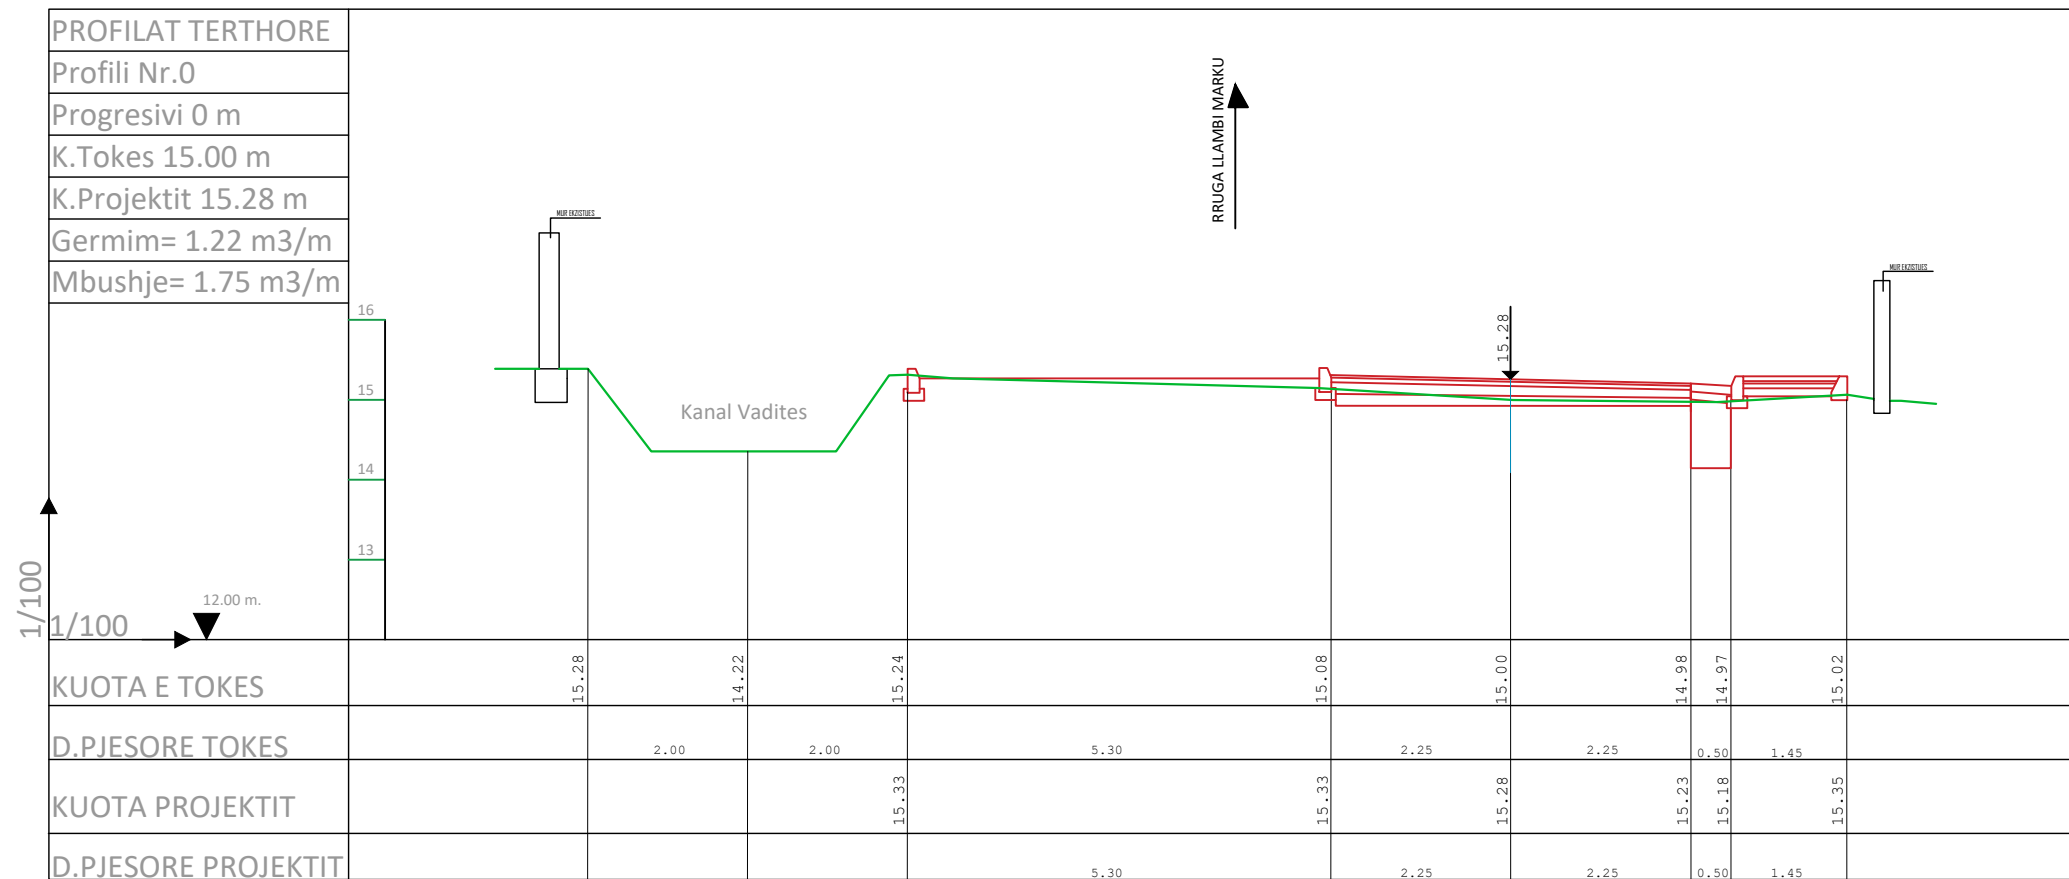 PROFILAT TERTHORE
Profili Nr.0
Progresivi 0 m
K.Tokes 15.00 m
K.Projektit 15.28 m
Germim= 1.22 m3/m
Mbushje= 1.75 m3/m
RRUGA LLAMBI MARKU
MUR EKZISTUES
MUR EKZISTUES
16
15
14
13
15.28
Kanal Vadites
12.00 m.
1/100
1/100
KUOTA E TOKES 15.28 14.22 15.24 15.08 15.00 14.98 14.97 15.02
D.PJESORE TOKES 2.00 2.00 5.30 2.25 2.25 0.50 1.45
KUOTA PROJEKTIT 15.33 15.33 15.28 15.23 15.18 15.35
D.PJESORE PROJEKTIT 5.30 2.25 2.25 0.50 1.45